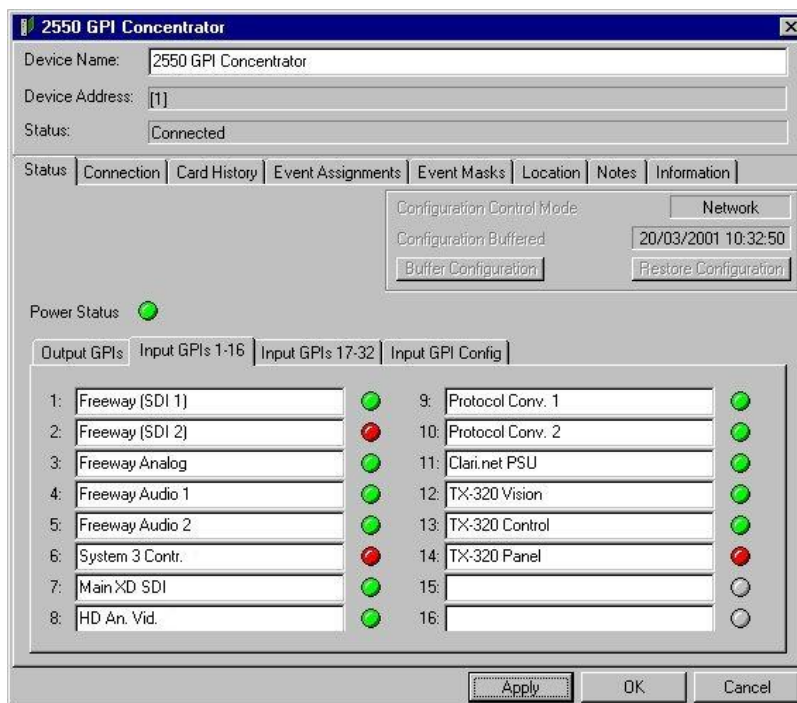 2550 GPI Concentrator
Device Name: 2550 GPI Concentrator
Device Address: [1]
Status: Connected
Status Connection Card History Event Assignments Event Masks Location Notes Information
Configuration Control Mode Network
Configuration Buffered 20/03/2001 10:32:50
Buffer Configuration Restore Configuration
Power Status
Output GPIs Input GPIs 1-16 Input GPIs 17-32 Input GPI Config
1: Freeway (SDI 1) 9: Protocol Conv. 1
2: Freeway (SDI 2) 10: Protocol Conv. 2
3: Freeway Analog 11: Clari.net PSU
4: Freeway Audio 1 12: TX-320 Vision
5: Freeway Audio 2 13: TX-320 Control
6: System 3 Contr. 14: TX-320 Panel
7: Main XD SDI 15:
8: HD An. Vid. 16:
Apply OK Cancel